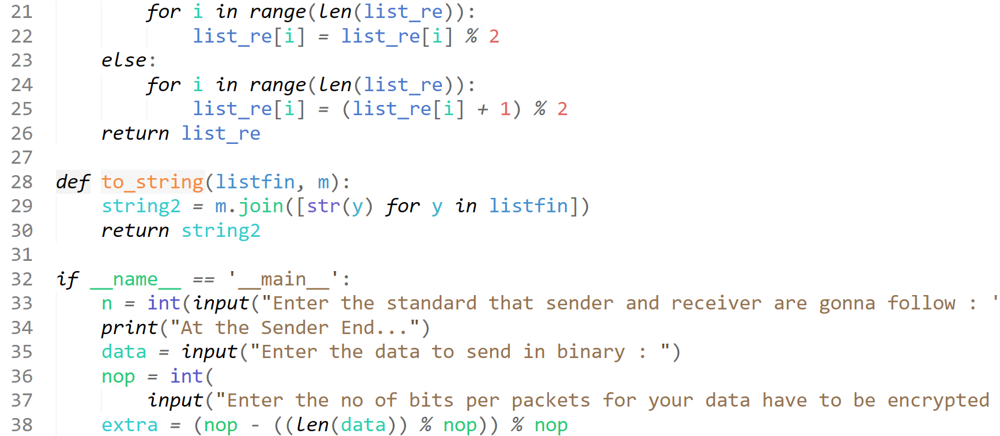 21 for i in range(len(list_re)):
22 list_re[i] = list_re[i] % 2
23 else:
24 for i in range(len(list_re)):
25 list_re[i] = (list_re[i] + 1) % 2
26 return list_re
27
28 def to_string(listfin, m):
29 string2 = m.join([str(y) for y in listfin])
30 return string2
31
32 if __name__ == '__main__':
33 n = int(input("Enter the standard that sender and receiver are gonna follow : '
34 print("At the Sender End...")
35 data = input("Enter the data to send in binary : ")
36 nop = int(
37 input("Enter the no of bits per packets for your data have to be encrypted
38 extra = (nop - ((len(data)) % nop)) % nop